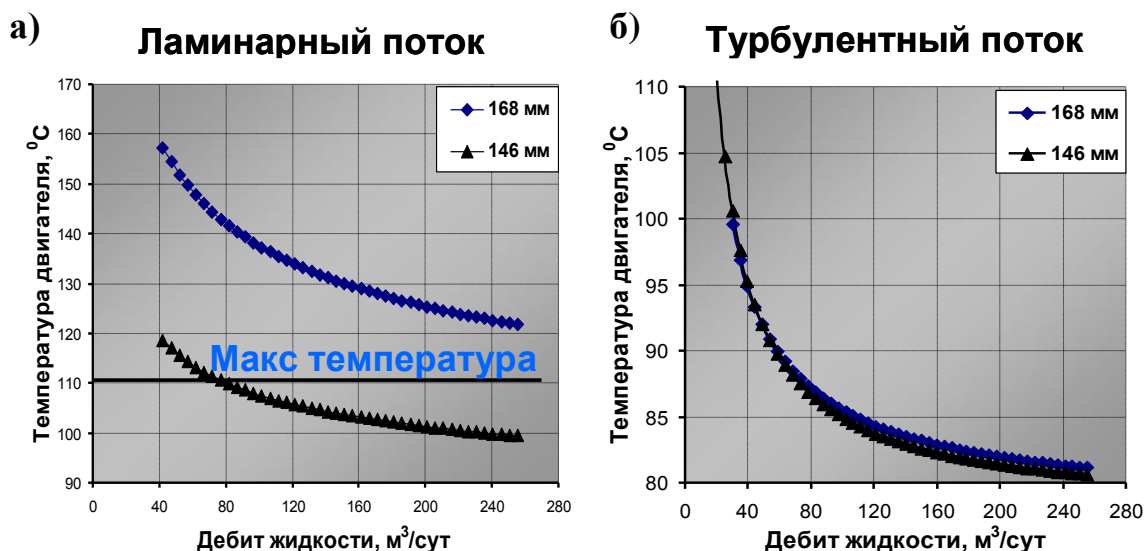 а)
Ламинарный поток
Температура двигателя, ⁰С
170
160
150
140
130
120
110
100
90
168 мм
146 мм
Макс температура
0 40 80 120 160 200 240 280
Дебит жидкости, м³/сут
б)
Турбулентный поток
Температура двигателя, ⁰С
110
105
100
95
90
85
80
168 мм
146 мм
0 40 80 120 160 200 240 280
Дебит жидкости, м³/сут